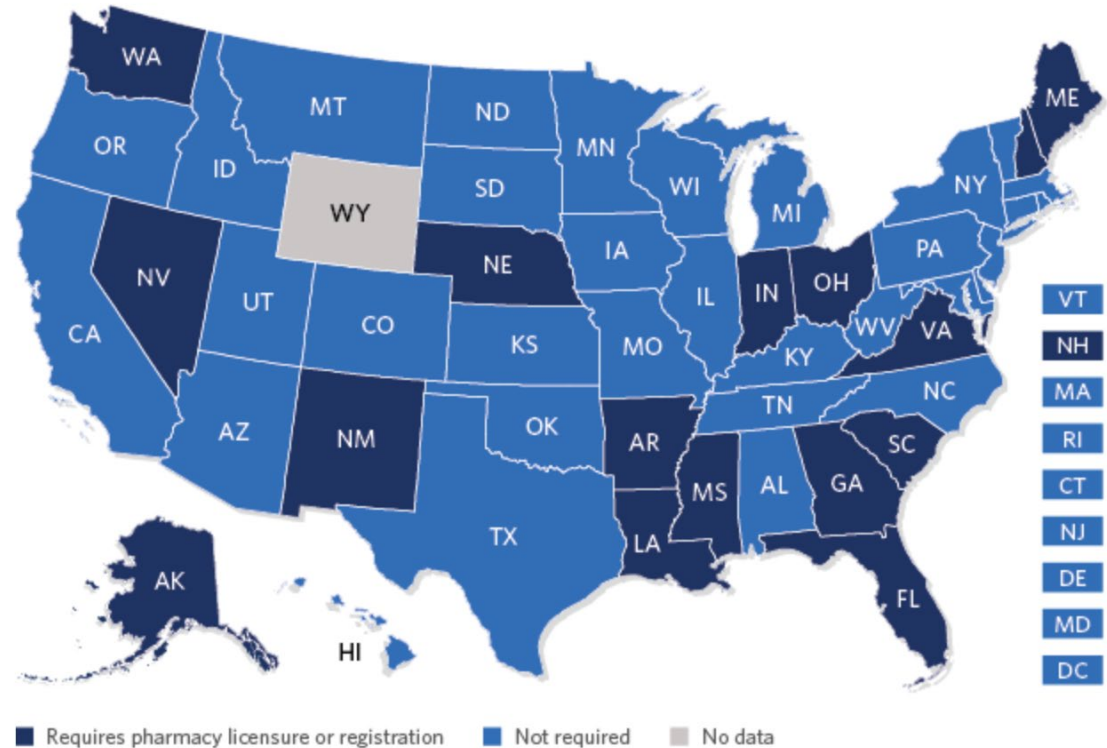 WA
ME
MT
ND
OR
MN
ID
NY
WI
SD
MI
WY
PA
IA
NE
OH
NV
IN
IL
UT
VT
CO
WV
VA
CA
KS
MO
NH
KY
NC
MA
TN
OK
AZ
NM
AR
RI
SC
GA
AL
MS
CT
TX
LA
NJ
AK
DE
FL
MD
HI
DC
Requires pharmacy licensure or registration
Not required
No data